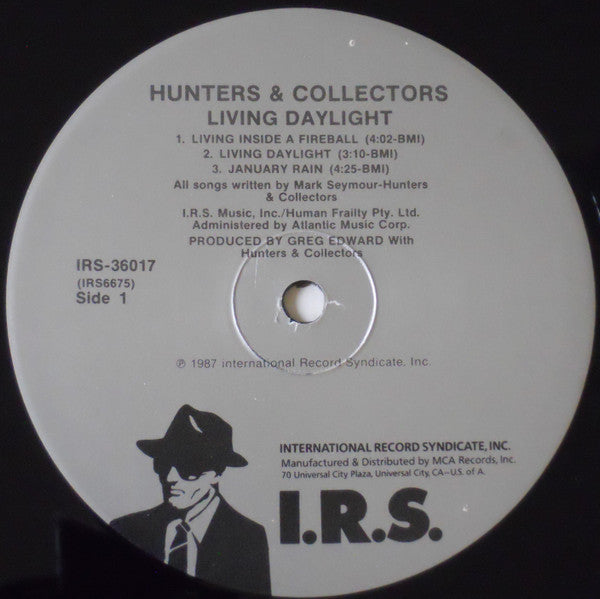 HUNTERS & COLLECTORS
LIVING DAYLIGHT
1. LIVING INSIDE A FIREBALL (4:02-BMI)
2. LIVING DAYLIGHT (3:10-BMI)
3. JANUARY RAIN (4:25-BMI)
All songs written by Mark Seymour-Hunters
& Collectors
I.R.S. Music, Inc./Human Frailty Pty. Ltd.
Administered by Atlantic Music Corp.
PRODUCED BY GREG EDWARD With
Hunters & Collectors
IRS-36017
(IRS6675)
Side 1
℗ 1987 International Record Syndicate, Inc.
INTERNATIONAL RECORD SYNDICATE, INC.
Manufactured & Distributed by MCA Records, Inc.
70 Universal City Plaza, Universal City, CA–U.S. of A.
I.R.S.